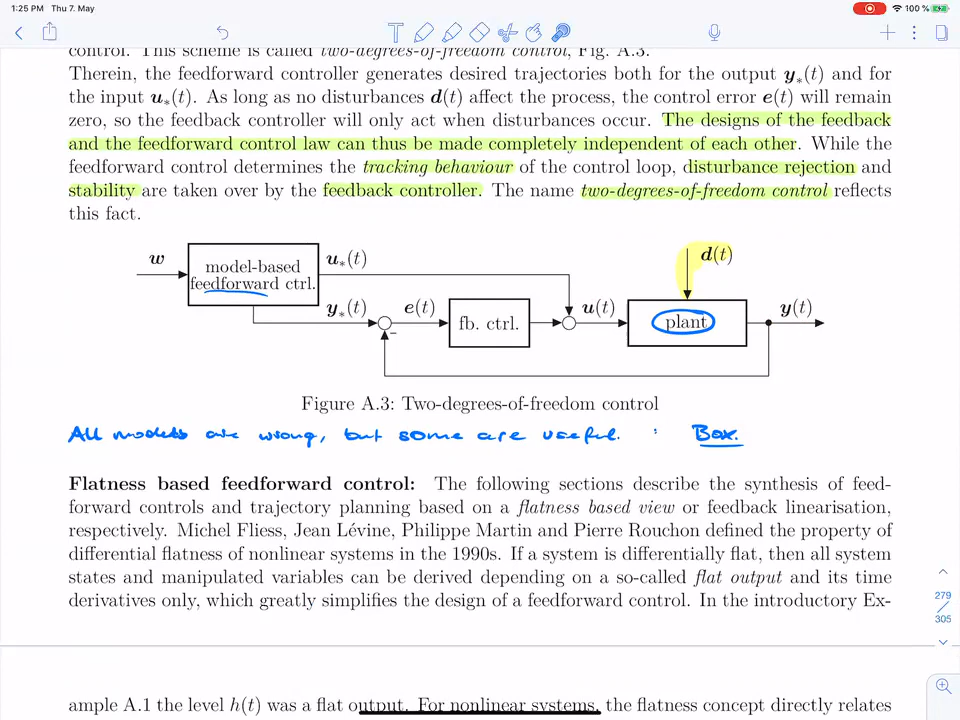 1:25 PM Thu 7. May
100 %
control. This scheme is called two-degrees-of-freedom control, Fig. A.3.
Therein, the feedforward controller generates desired trajectories both for the output y∗(t) and for
the input u∗(t). As long as no disturbances d(t) affect the process, the control error e(t) will remain
zero, so the feedback controller will only act when disturbances occur. The designs of the feedback
and the feedforward control law can thus be made completely independent of each other. While the
feedforward control determines the tracking behaviour of the control loop, disturbance rejection and
stability are taken over by the feedback controller. The name two-degrees-of-freedom control reflects
this fact.
w
model-based
feedforward ctrl.
u∗(t)
d(t)
y∗(t)
e(t)
fb. ctrl.
u(t)
plant
y(t)
−
Figure A.3: Two-degrees-of-freedom control
All models are wrong, but some are useful. : Box.
Flatness based feedforward control: The following sections describe the synthesis of feed-
forward controls and trajectory planning based on a flatness based view or feedback linearisation,
respectively. Michel Fliess, Jean Lévine, Philippe Martin and Pierre Rouchon defined the property of
differential flatness of nonlinear systems in the 1990s. If a system is differentially flat, then all system
states and manipulated variables can be derived depending on a so-called flat output and its time
derivatives only, which greatly simplifies the design of a feedforward control. In the introductory Ex-
279
/
305
ample A.1 the level h(t) was a flat output. For nonlinear systems, the flatness concept directly relates